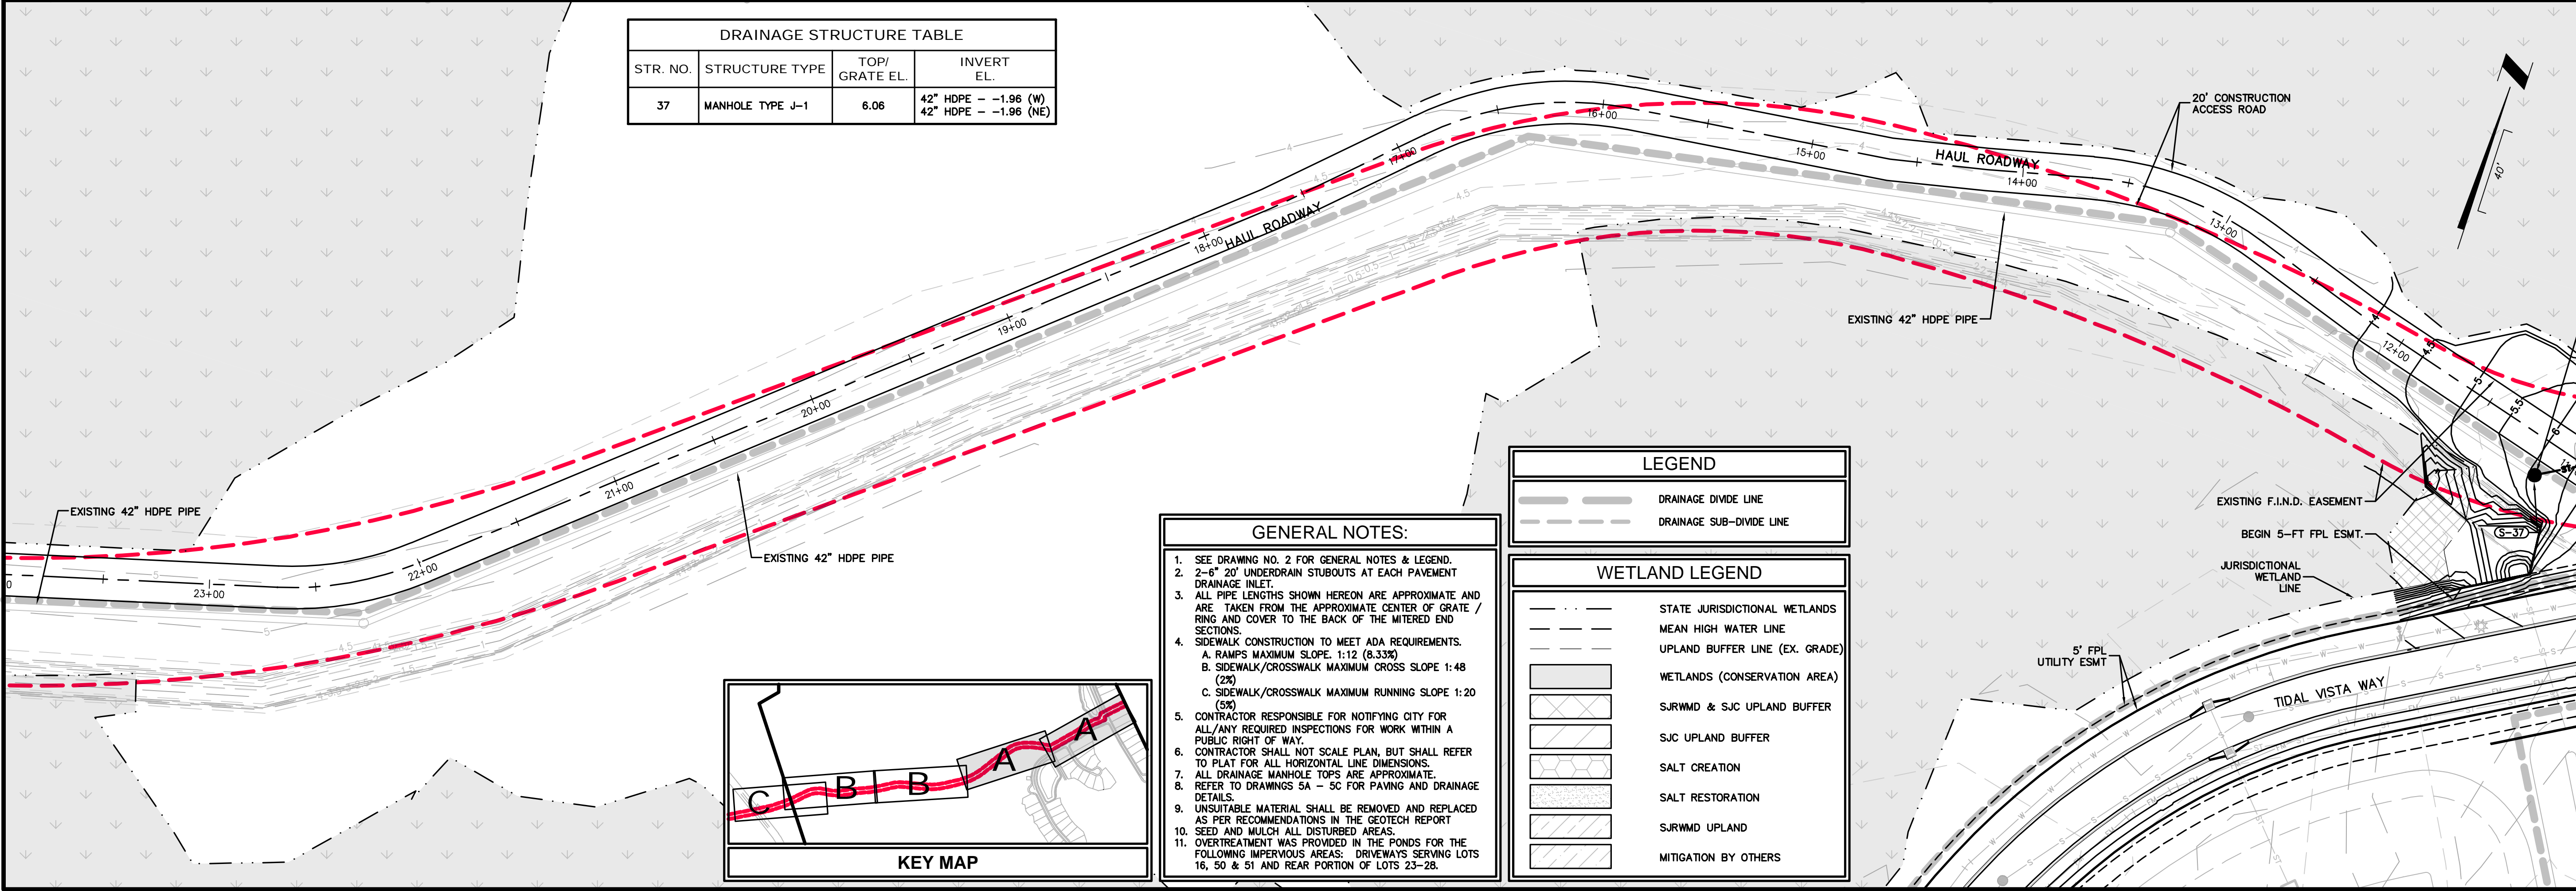 DRAINAGE STRUCTURE TABLE
STR. NO.
STRUCTURE TYPE
TOP/
GRATE EL.
INVERT
EL.
37
MANHOLE TYPE J-1
6.06
42" HDPE - -1.96 (W)
42" HDPE - -1.96 (NE)
20' CONSTRUCTION
ACCESS ROAD
40'
16+00
17+00
15+00
HAUL ROADWAY
14+00
13+00
18+00
HAUL ROADWAY
19+00
20+00
21+00
22+00
23+00
12+00
4
4.5
5
5.5
6
EXISTING 42" HDPE PIPE
EXISTING 42" HDPE PIPE
EXISTING 42" HDPE PIPE
EXISTING F.I.N.D. EASEMENT
BEGIN 5-FT FPL ESMT.
S-37
JURISDICTIONAL
WETLAND
LINE
5' FPL
UTILITY ESMT
TIDAL VISTA WAY
GENERAL NOTES:
1. SEE DRAWING NO. 2 FOR GENERAL NOTES & LEGEND.
2. 2-6" 20' UNDERDRAIN STUBOUTS AT EACH PAVEMENT
DRAINAGE INLET.
3. ALL PIPE LENGTHS SHOWN HEREON ARE APPROXIMATE AND
ARE TAKEN FROM THE APPROXIMATE CENTER OF GRATE /
RING AND COVER TO THE BACK OF THE MITERED END
SECTIONS.
4. SIDEWALK CONSTRUCTION TO MEET ADA REQUIREMENTS.
A. RAMPS MAXIMUM SLOPE. 1:12 (8.33%)
B. SIDEWALK/CROSSWALK MAXIMUM CROSS SLOPE 1:48
(2%)
C. SIDEWALK/CROSSWALK MAXIMUM RUNNING SLOPE 1:20
(5%)
5. CONTRACTOR RESPONSIBLE FOR NOTIFYING CITY FOR
ALL/ANY REQUIRED INSPECTIONS FOR WORK WITHIN A
PUBLIC RIGHT OF WAY.
6. CONTRACTOR SHALL NOT SCALE PLAN, BUT SHALL REFER
TO PLAT FOR ALL HORIZONTAL LINE DIMENSIONS.
7. ALL DRAINAGE MANHOLE TOPS ARE APPROXIMATE.
8. REFER TO DRAWINGS 5A - 5C FOR PAVING AND DRAINAGE
DETAILS.
9. UNSUITABLE MATERIAL SHALL BE REMOVED AND REPLACED
AS PER RECOMMENDATIONS IN THE GEOTECH REPORT
10. SEED AND MULCH ALL DISTURBED AREAS.
11. OVERTREATMENT WAS PROVIDED IN THE PONDS FOR THE
FOLLOWING IMPERVIOUS AREAS: DRIVEWAYS SERVING LOTS
16, 50 & 51 AND REAR PORTION OF LOTS 23-28.
LEGEND
DRAINAGE DIVIDE LINE
DRAINAGE SUB-DIVIDE LINE
WETLAND LEGEND
STATE JURISDICTIONAL WETLANDS
MEAN HIGH WATER LINE
UPLAND BUFFER LINE (EX. GRADE)
WETLANDS (CONSERVATION AREA)
SJRWMD & SJC UPLAND BUFFER
SJC UPLAND BUFFER
SALT CREATION
SALT RESTORATION
SJRWMD UPLAND
MITIGATION BY OTHERS
C
B
B
A
A
KEY MAP